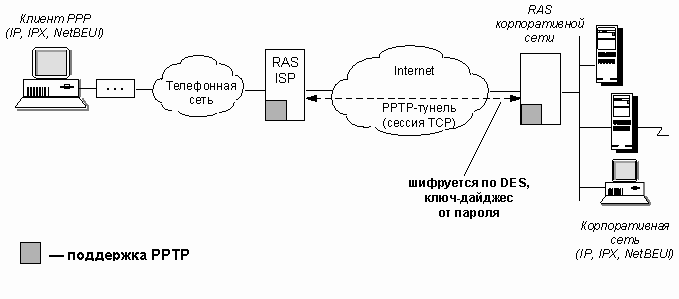 Клиент PPP
(IP, IPX, NetBEUI)
. . .
Телефонная
сеть
RAS
ISP
Internet
PPTP-тунель
(сессия TCP)
RAS
корпоративной
сети
шифруется по DES,
ключ-дайджес
от пароля
Корпоративная
сеть
(IP, IPX, NetBEUI)
— поддержка PPTP